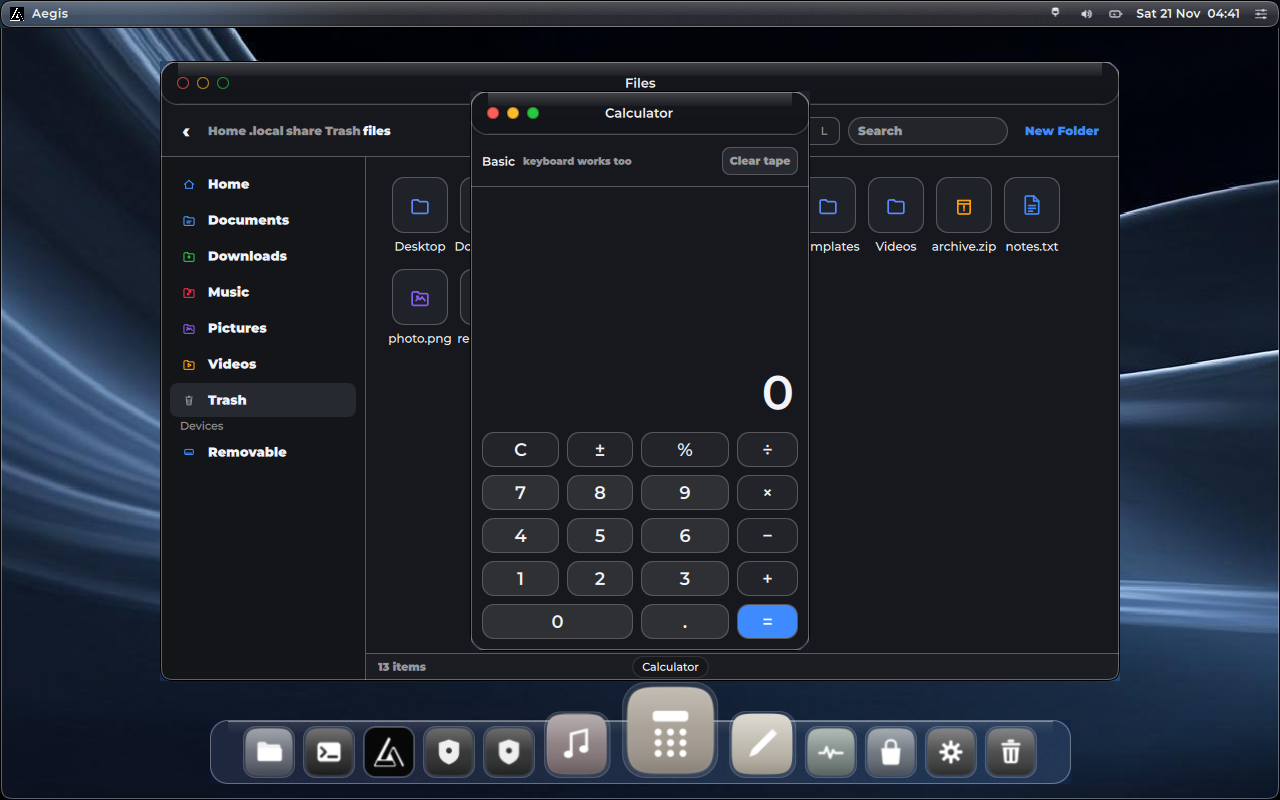 Aegis
Sat 21 Nov 04:41
Files
Calculator
Home .local share Trash files
L
Search
New Folder
Basic keyboard works too
Clear tape
Home
Documents
Downloads
Music
Pictures
Videos
Trash
Devices
Removable
Desktop
Do
mplates
Videos
archive.zip
notes.txt
photo.png
re
0
C ± % ÷
7 8 9 ×
4 5 6 −
1 2 3 +
0 . =
13 items
Calculator